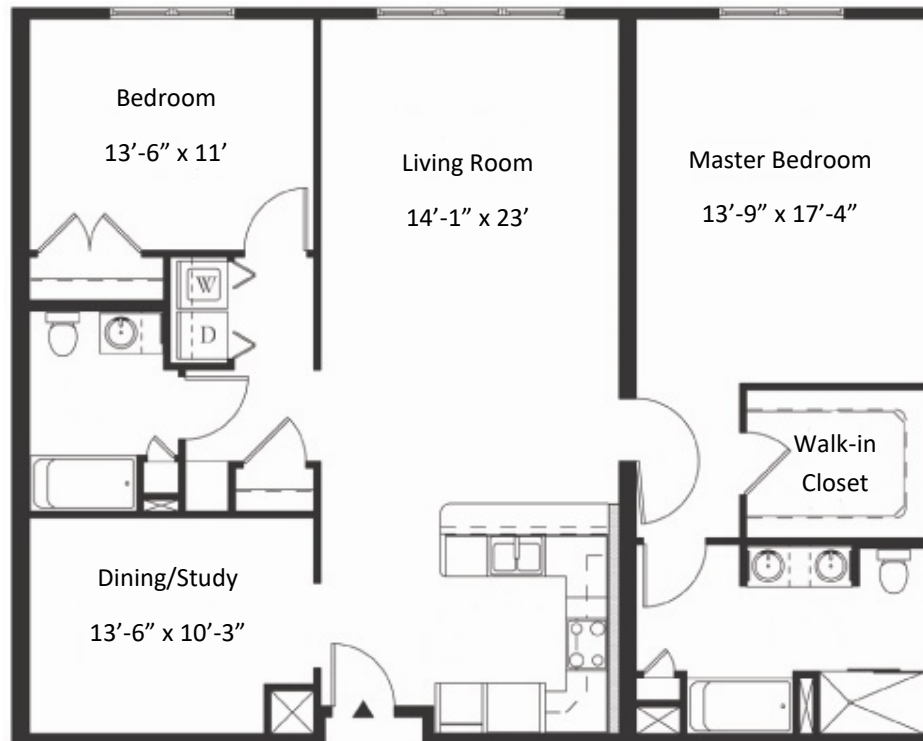 Bedroom
13’-6” x 11’
Living Room
14’-1” x 23’
Master Bedroom
13’-9” x 17’-4”
W
D
Walk-in
Closet
Dining/Study
13’-6” x 10’-3”